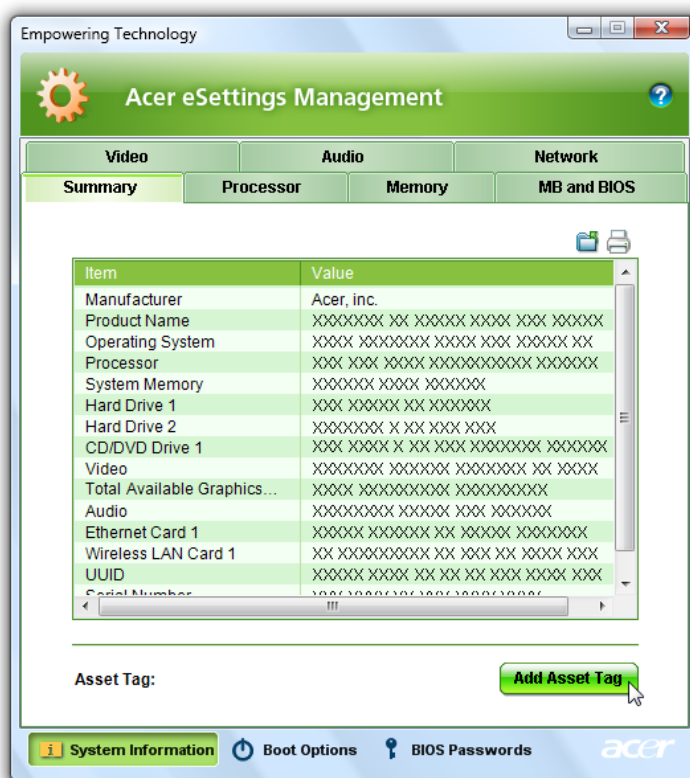 Empowering Technology
Acer eSettings Management
Video Audio Network
Summary Processor Memory MB and BIOS
Item Value
Manufacturer Acer, inc.
Product Name XXXXXXX XX XXXXX XXXX XXX XXXXX
Operating System XXXX XXXXXXX XXXX XXX XXXXX XX
Processor XXX XXX XXXX XXXXXXXXXX XXXXXX
System Memory XXXXXX XXXX XXXXXX
Hard Drive 1 XXX XXXXX XX XXXXXX
Hard Drive 2 XXXXXXX X XX XXX XXX
CD/DVD Drive 1 XXX XXXX X XX XXX XXXXXXX XXXXXX
Video XXXXXXX XXXXXX XXXXXXX XX XXXX
Total Available Graphics... XXXX XXXXXXXXX XXXXXXXXX
Audio XXXXXXXX XXXXX XXX XXXXXX
Ethernet Card 1 XXXXX XXXXXX XX XXXXX XXXXXXX
Wireless LAN Card 1 XX XXXXXXXXX XX XXX XX XXXX XXX
UUID XXXXX XXXX XX XX XX XXX XXXX XXX
Serial Number
Asset Tag: Add Asset Tag
System Information Boot Options BIOS Passwords acer